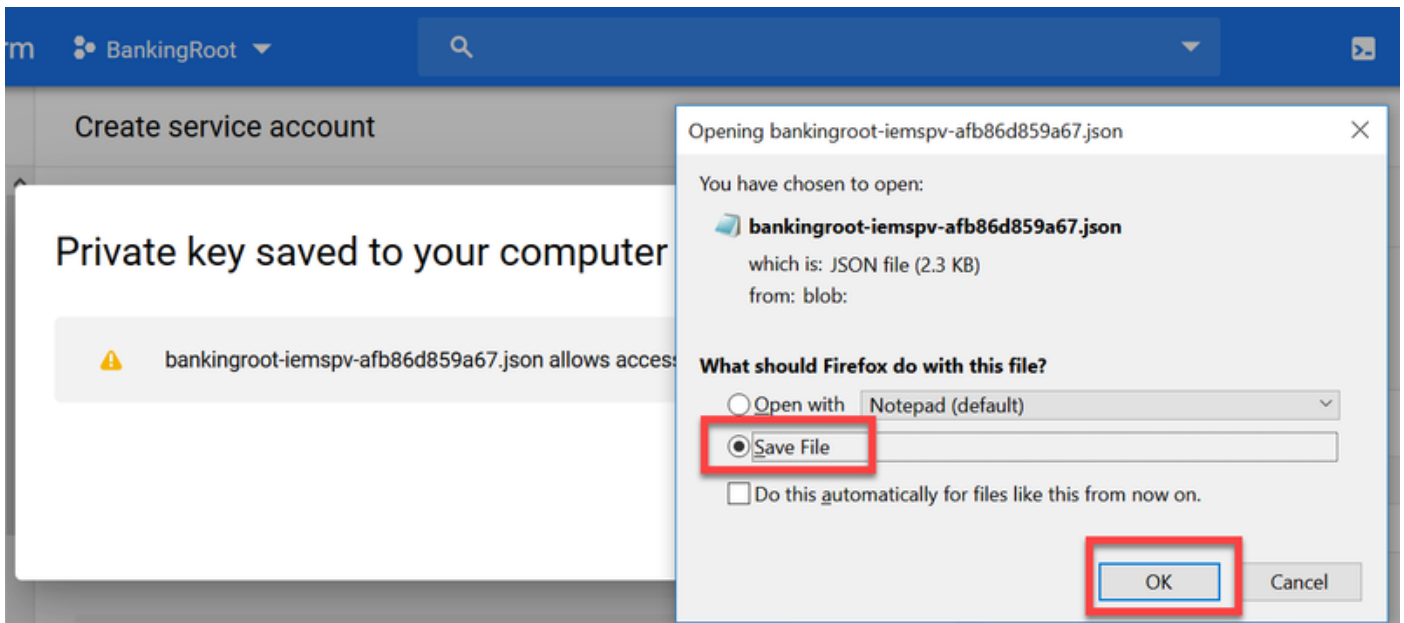 rm BankingRoot
Create service account
Private key saved to your computer
bankingroot-iemspv-afb86d859a67.json allows access
Opening bankingroot-iemspv-afb86d859a67.json
You have chosen to open:
bankingroot-iemspv-afb86d859a67.json
which is: JSON file (2.3 KB)
from: blob:
What should Firefox do with this file?
Open with Notepad (default)
Save File
Do this automatically for files like this from now on.
OK Cancel